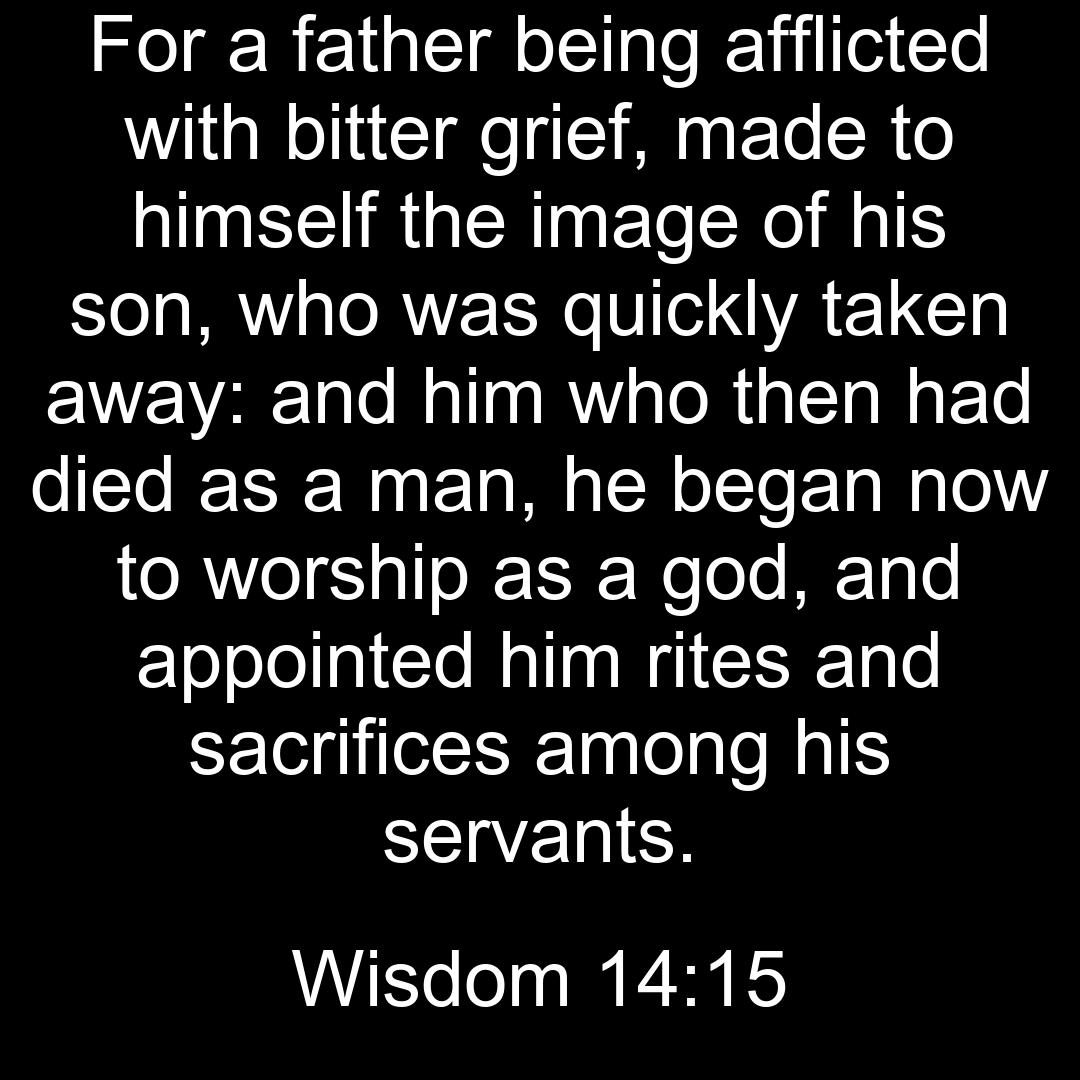 For a father being afflicted
with bitter grief, made to
himself the image of his
son, who was quickly taken
away: and him who then had
died as a man, he began now
to worship as a god, and
appointed him rites and
sacrifices among his
servants.
Wisdom 14:15